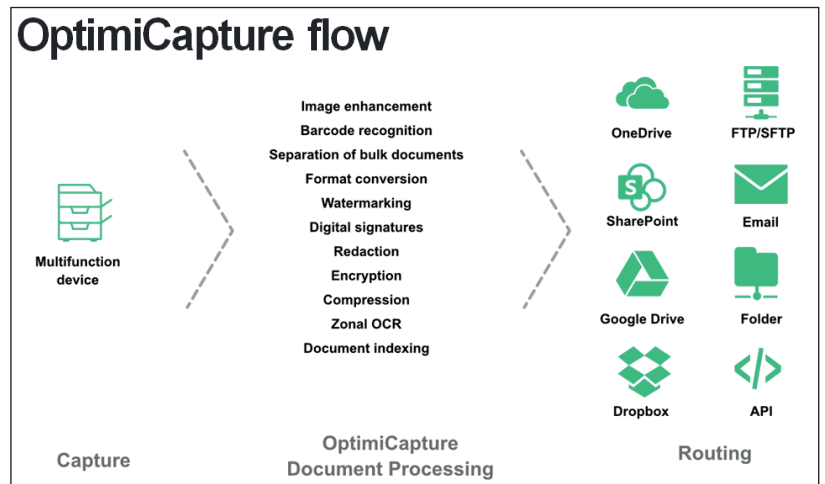 OptimiCapture flow
Multifunction
device
Image enhancement
Barcode recognition
Separation of bulk documents
Format conversion
Watermarking
Digital signatures
Redaction
Encryption
Compression
Zonal OCR
Document indexing
OneDrive
FTP/SFTP
S
SharePoint
Email
Google Drive
Folder
</>
Dropbox
API
Capture
OptimiCapture
Document Processing
Routing